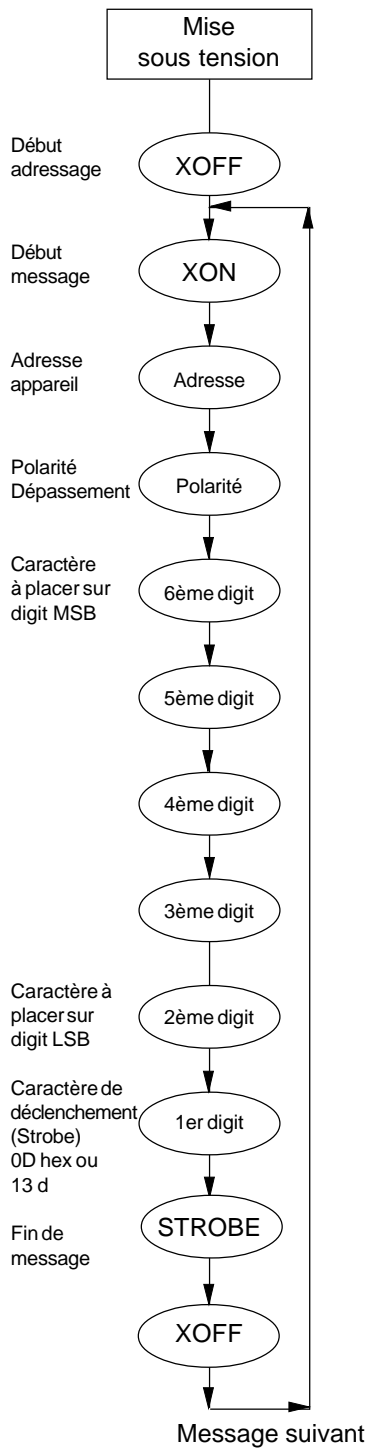 Mise
sous tension
Début
adressage
XOFF
Début
message
XON
Adresse
appareil
Adresse
Polarité
Dépassement
Polarité
Caractère
à placer sur
digit MSB
6ème digit
5ème digit
4ème digit
3ème digit
Caractère à
placer sur
digit LSB
2ème digit
Caractère de
déclenchement
(Strobe)
0D hex ou
13 d
1er digit
STROBE
Fin de
message
XOFF
Message suivant